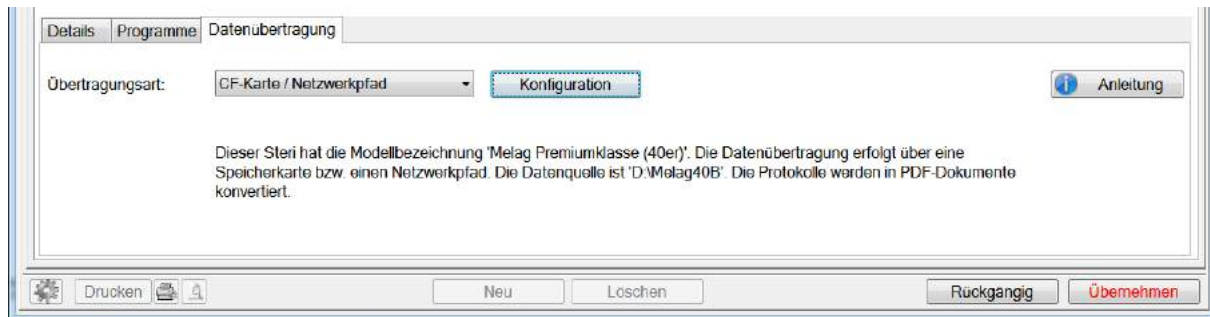 Details Programme Datenübertragung
Übertragungsart: CF-Karte / Netzwerkpfad Konfiguration Anleitung
Dieser Steri hat die Modellbezeichnung 'Melag Premiumklasse (40er)'. Die Datenübertragung erfolgt über eine
Speicherkarte bzw. einen Netzwerkpfad. Die Datenquelle ist 'D:\Melag40B'. Die Protokolle werden in PDF-Dokumente
konvertiert.
Drucken Neu Löschen Rückgängig Übernehmen